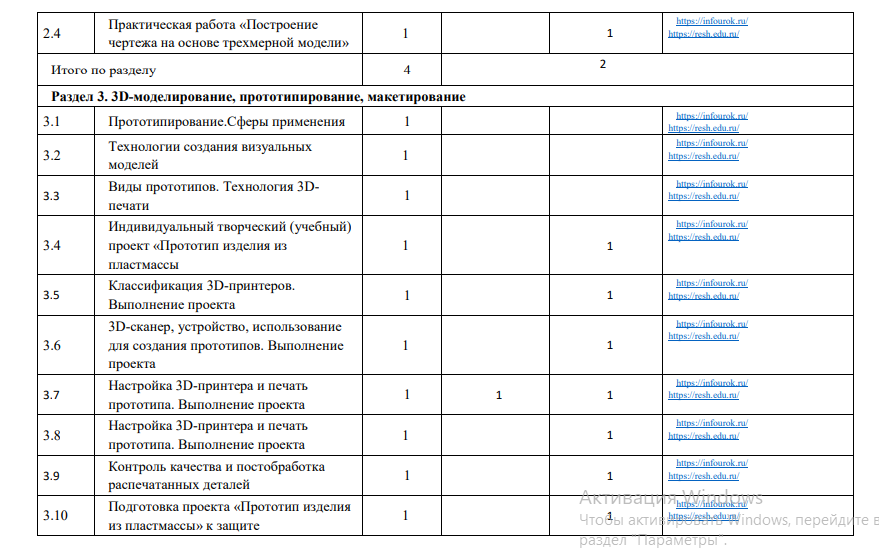 2.4 Практическая работа «Построение 1 1 https://infourok.ru/
чертежа на основе трехмерной модели» https://resh.edu.ru/
Итого по разделу 4 2
Раздел 3. 3D-моделирование, прототипирование, макетирование
3.1 Прототипирование.Сферы применения 1 https://infourok.ru/
https://resh.edu.ru/
3.2 Технологии создания визуальных 1 https://infourok.ru/
моделей https://resh.edu.ru/
3.3 Виды прототипов. Технология 3D- 1 https://infourok.ru/
печати https://resh.edu.ru/
Индивидуальный творческий (учебный) https://infourok.ru/
3.4 проект «Прототип изделия из 1 1 https://resh.edu.ru/
пластмассы
3.5 Классификация 3D-принтеров. 1 1 https://infourok.ru/
Выполнение проекта https://resh.edu.ru/
3D-сканер, устройство, использование https://infourok.ru/
3.6 для создания прототипов. Выполнение 1 1 https://resh.edu.ru/
проекта
3.7 Настройка 3D-принтера и печать 1 1 1 https://infourok.ru/
прототипа. Выполнение проекта https://resh.edu.ru/
3.8 Настройка 3D-принтера и печать 1 1 https://infourok.ru/
прототипа. Выполнение проекта https://resh.edu.ru/
3.9 Контроль качества и постобработка 1 1 https://infourok.ru/
распечатанных деталей https://resh.edu.ru/
3.10 Подготовка проекта «Прототип изделия 1 1 https://infourok.ru/
из пластмассы» к защите https://resh.edu.ru/
Активация Windows
Чтобы активировать Windows, перейдите в
раздел "Параметры".